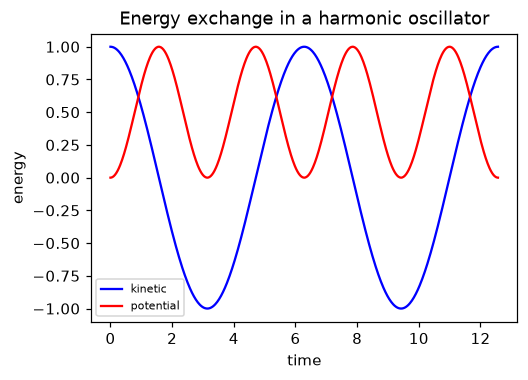 Energy exchange in a harmonic oscillator
energy
1.00
0.75
0.50
0.25
0.00
−0.25
−0.50
−0.75
−1.00
kinetic
potential
0 2 4 6 8 10 12
time